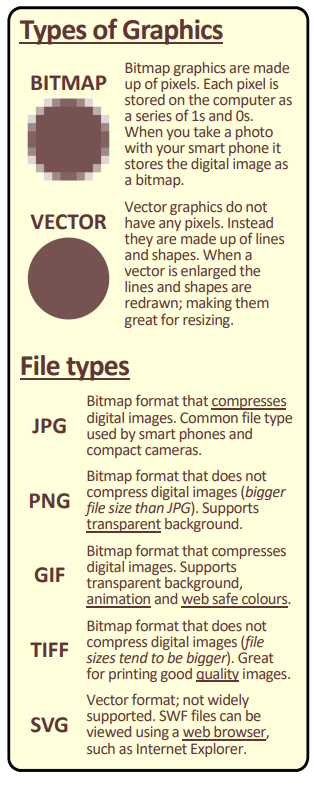 Types of Graphics
BITMAP
Bitmap graphics are made
up of pixels. Each pixel is
stored on the computer as
a series of 1s and 0s.
When you take a photo
with your smart phone it
stores the digital image as
a bitmap.
VECTOR
Vector graphics do not
have any pixels. Instead
they are made up of lines
and shapes. When a
vector is enlarged the
lines and shapes are
redrawn; making them
great for resizing.
File types
JPG
Bitmap format that compresses
digital images. Common file type
used by smart phones and
compact cameras.
PNG
Bitmap format that does not
compress digital images (bigger
file size than JPG). Supports
transparent background.
GIF
Bitmap format that compresses
digital images. Supports
transparent background,
animation and web safe colours.
TIFF
Bitmap format that does not
compress digital images (file
sizes tend to be bigger). Great
for printing good quality images.
SVG
Vector format; not widely
supported. SWF files can be
viewed using a web browser,
such as Internet Explorer.